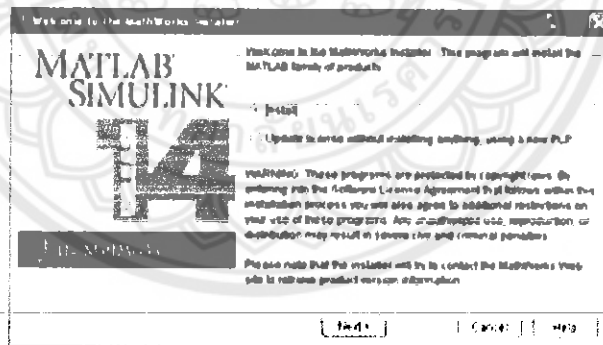 Welcome to the MathWorks Installer
MATLAB
SIMULINK
14
The MathWorks
Welcome to the MathWorks Installer. This program will install the
MATLAB family of products.
Install
Update license without installing anything, using a new PLP
WARNING: These programs are protected by copyright laws. By
entering into the Software License Agreement that follows within this
installation process you will also agree to additional restrictions on
your use of these programs. Any unauthorized use, reproduction, or
distribution may result in severe civil and criminal penalties.
Please note that the installer will try to contact the MathWorks Web
site to retrieve product version information.
Next >
Cancel
Help